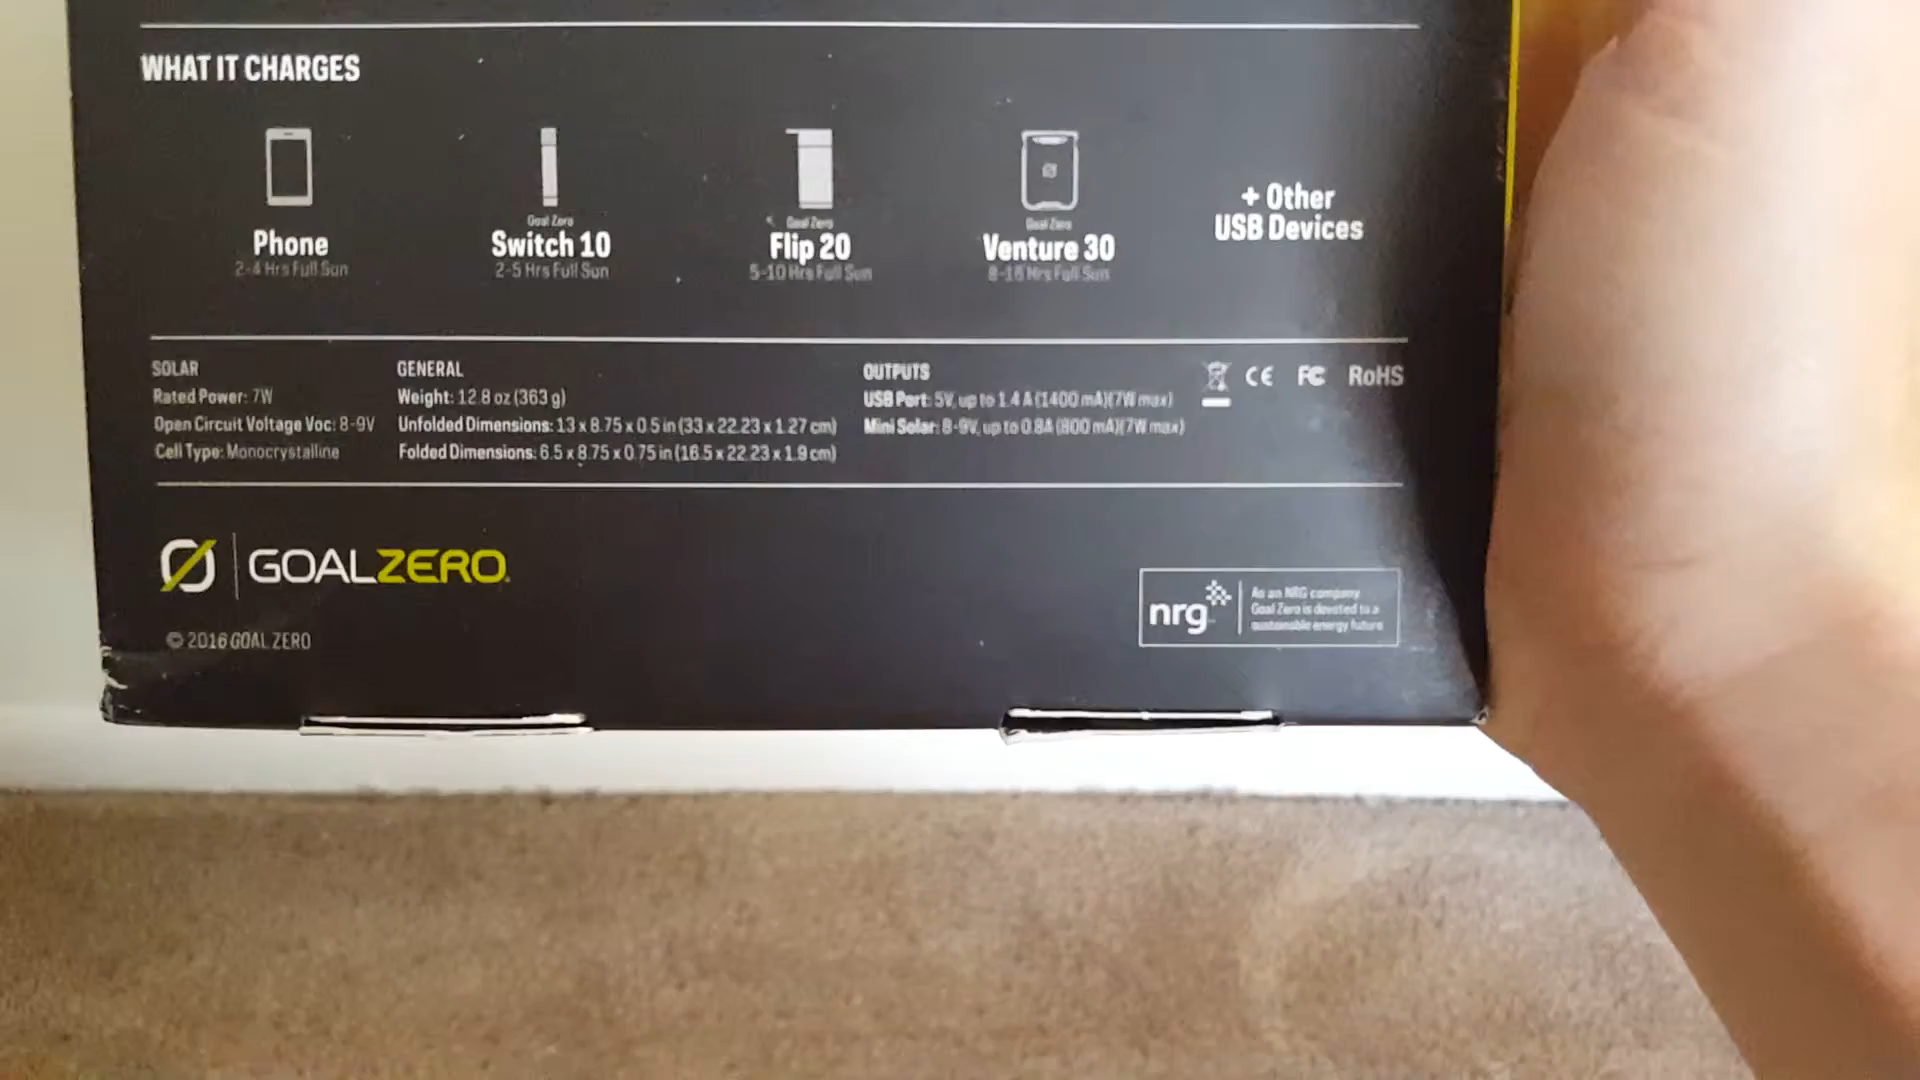 WHAT IT CHARGES
Goal Zero
Goal Zero
Goal Zero
Phone
Switch 10
Flip 20
Venture 30
+ Other
USB Devices
2-4 Hrs Full Sun
2-5 Hrs Full Sun
5-10 Hrs Full Sun
8-16 Hrs Full Sun
SOLAR
Rated Power: 7W
Open Circuit Voltage Voc: 8-9V
Cell Type: Monocrystalline
GENERAL
Weight: 12.8 oz (363 g)
Unfolded Dimensions: 13 x 8.75 x 0.5 in (33 x 22.23 x 1.27 cm)
Folded Dimensions: 6.5 x 8.75 x 0.75 in (16.5 x 22.23 x 1.9 cm)
OUTPUTS
USB Port: 5V, up to 1.4 A (1400 mA)(7W max)
Mini Solar: 8-9V, up to 0.8A (800 mA)(7W max)
CE FC RoHS
GOALZERO
© 2016 GOAL ZERO
nrg
As an NRG company
Goal Zero is devoted to a
sustainable energy future